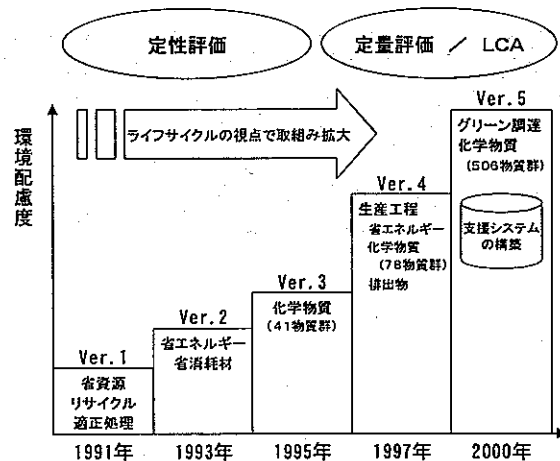 定性評価
定量評価 / LCA
ライフサイクルの視点で取組み拡大
環境配慮度
Ver.1
省資源
リサイクル
適正処理
Ver.2
省エネルギー
省消耗材
Ver.3
化学物質
(41物質群)
Ver.4
生産工程
省エネルギー
化学物質
(78物質群)
排出物
Ver.5
グリーン調達
化学物質
(506物質群)
支援システム
の構築
1991年
1993年
1995年
1997年
2000年